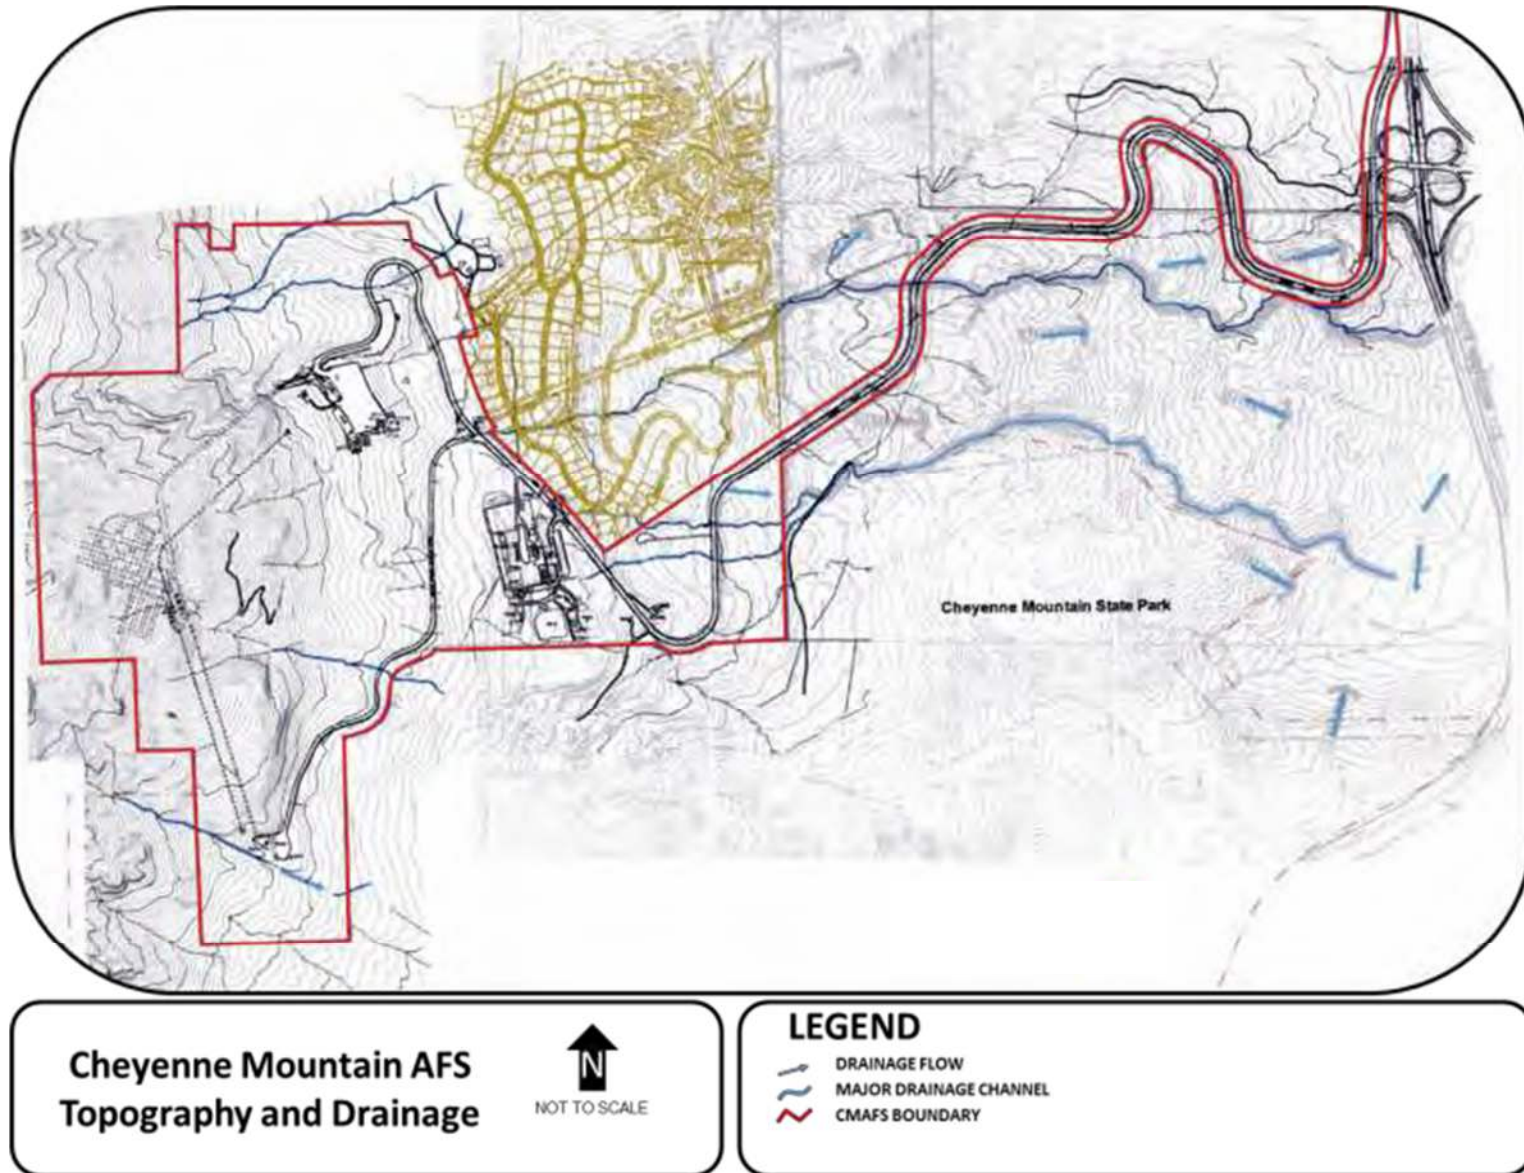 Cheyenne Mountain State Park
Cheyenne Mountain AFS
Topography and Drainage
N
NOT TO SCALE
LEGEND
DRAINAGE FLOW
MAJOR DRAINAGE CHANNEL
CMAFS BOUNDARY